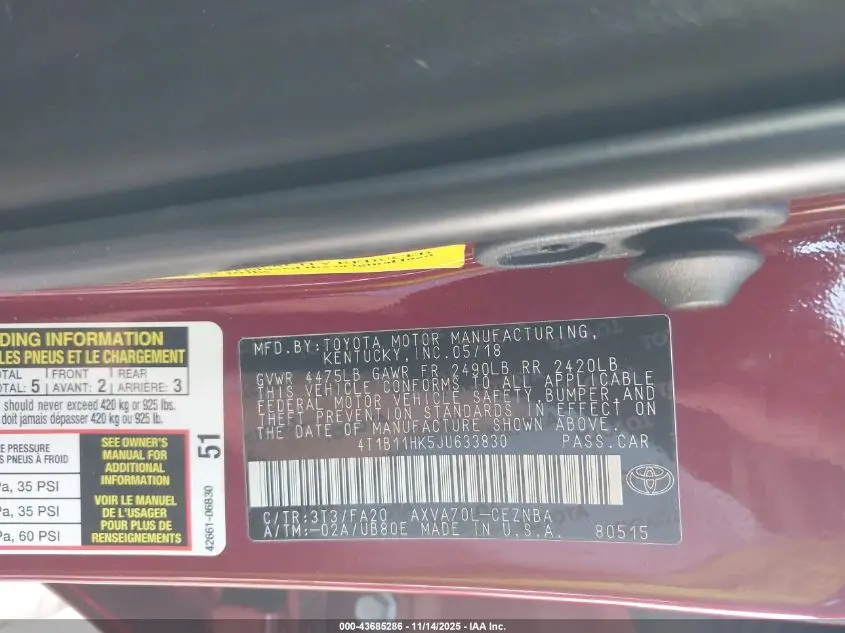 DING INFORMATION
LES PNEUS ET LE CHARGEMENT
OTAL FRONT REAR
TAL: 5 AVANT: 2 ARRIÈRE: 3
should never exceed 420 kg or 925 lbs.
doit jamais dépasser 420 kg ou 925 lb.
E PRESSURE
PNEUS À FROID
Pa, 35 PSI
Pa, 35 PSI
Pa, 60 PSI
SEE OWNER'S
MANUAL FOR
ADDITIONAL
INFORMATION
VOIR LE MANUEL
DE L'USAGER
POUR PLUS DE
RENSEIGNEMENTS
51
42661-06B30
MFD.BY:TOYOTA MOTOR MANUFACTURING,
KENTUCKY,INC.05/18
GVWR 4475LB GAWR FR 2490LB RR 2420LB
THIS VEHICLE CONFORMS TO ALL APPLICABLE
FEDERAL MOTOR VEHICLE SAFETY, BUMPER, AND
THEFT PREVENTION STANDARDS IN EFFECT ON
THE DATE OF MANUFACTURE SHOWN ABOVE.
4T1B11HK5JU633830 PASS.CAR
C/TR:3T3/FA20 AXVA70L-CEZNBA
A/TM:-02A/UB80E MADE IN U.S.A. 80515
000-43685286 - 11/14/2025 - IAA Inc.